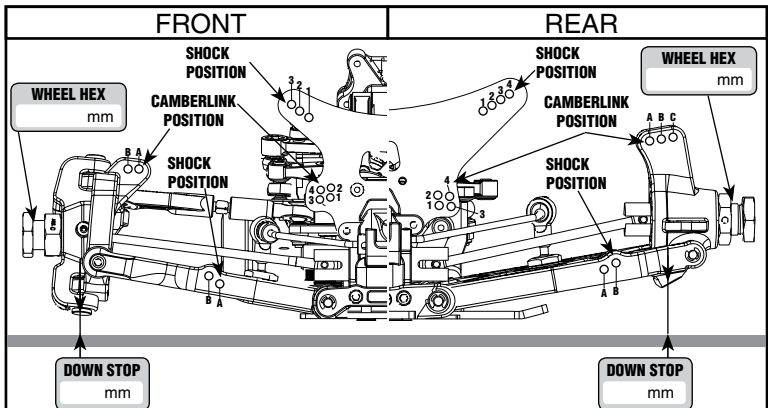 FRONT
REAR
SHOCK
POSITION
3 2 1
WHEEL HEX
mm
CAMBERLINK
POSITION
B A
SHOCK
POSITION
4 2
3 1
B A
DOWN STOP
mm
SHOCK
POSITION
1 2 3 4
WHEEL HEX
mm
CAMBERLINK
POSITION
A B C
SHOCK
POSITION
4
2
1
3
A B
DOWN STOP
mm